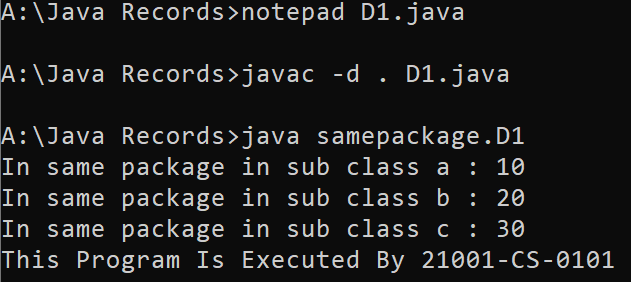 A:\Java Records>notepad D1.java
A:\Java Records>javac -d . D1.java
A:\Java Records>java samepackage.D1
In same package in sub class a : 10
In same package in sub class b : 20
In same package in sub class c : 30
This Program Is Executed By 21001-CS-0101